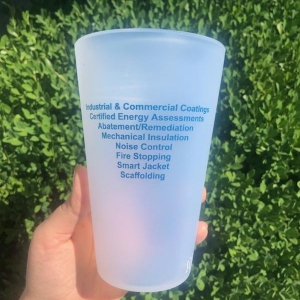 Industrial & Commercial Coatings
Certified Energy Assessments
Abatement/Remediation
Mechanical Insulation
Noise Control
Fire Stopping
Smart Jacket
Scaffolding